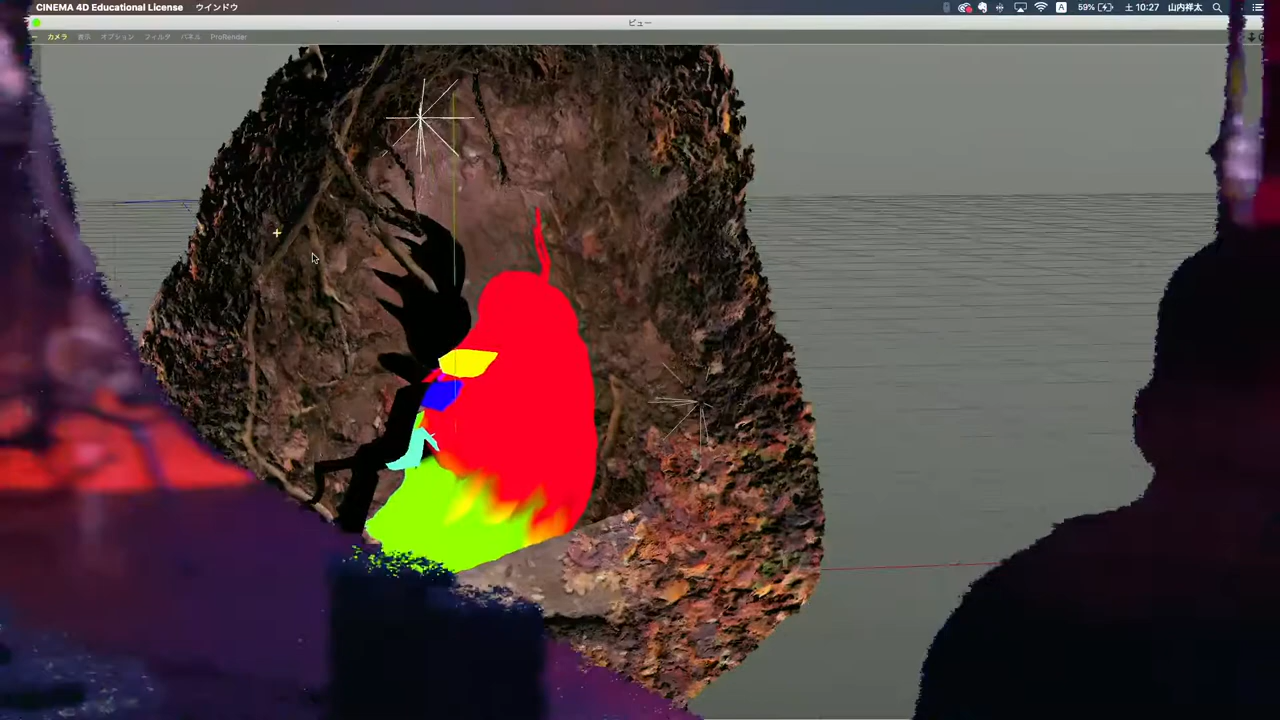 CINEMA 4D Educational License ウインドウ
A 59% 土 10:27 山内祥太
ビュー
カメラ 表示 オプション フィルタ パネル ProRender